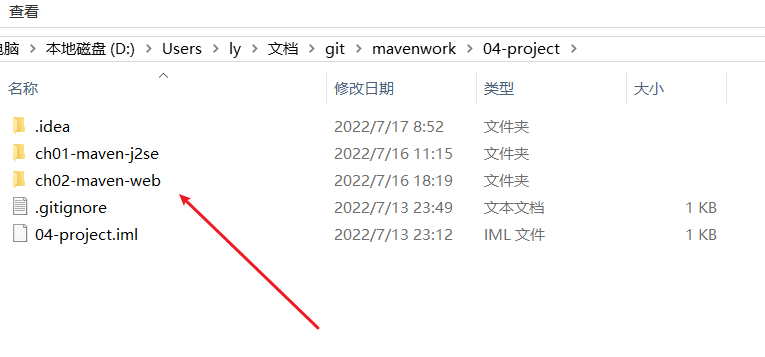 查看
电脑 > 本地磁盘 (D:) > Users > ly > 文档 > git > mavenwork > 04-project >
名称 修改日期 类型 大小
.idea 2022/7/17 8:52 文件夹
ch01-maven-j2se 2022/7/16 11:15 文件夹
ch02-maven-web 2022/7/16 18:19 文件夹
.gitignore 2022/7/13 23:49 文本文档 1 KB
04-project.iml 2022/7/13 23:12 IML 文件 1 KB